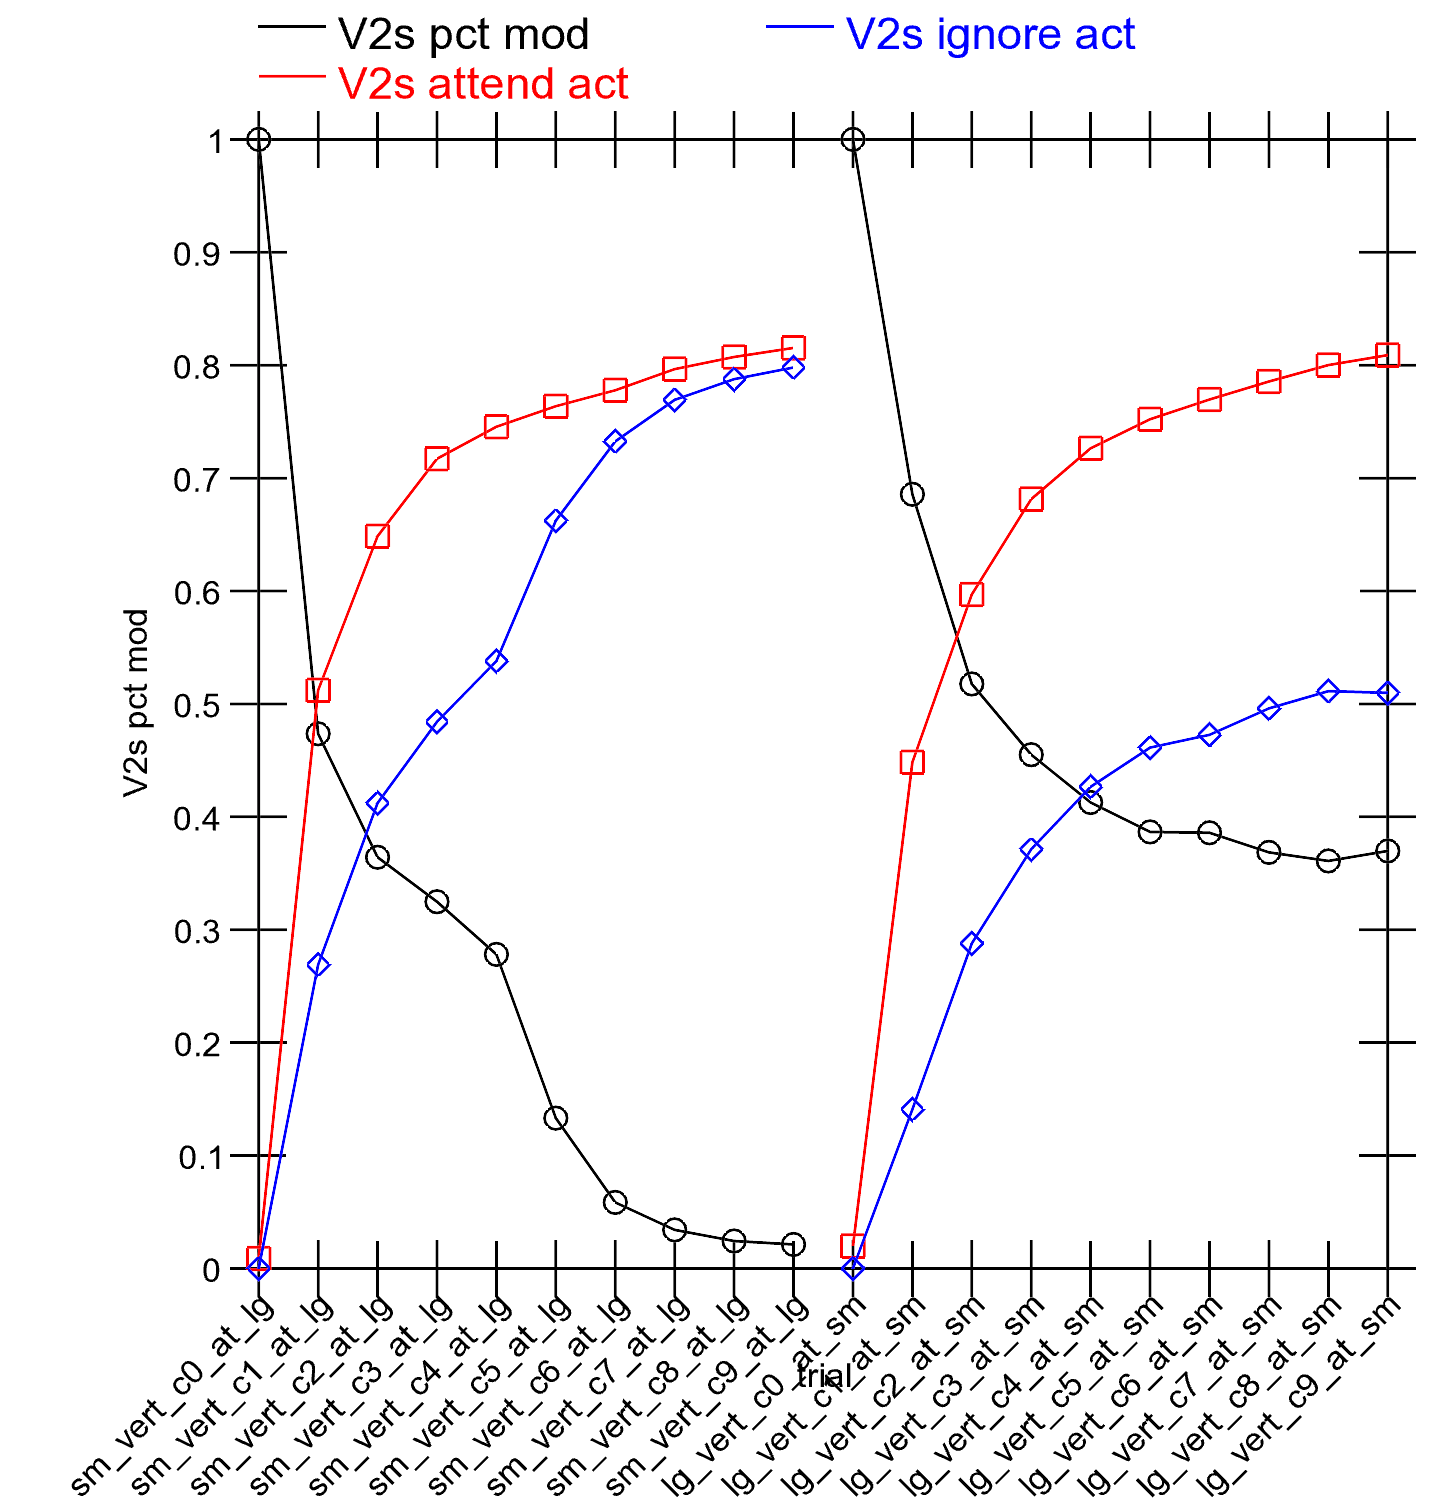 V2s pct mod
V2s ignore act
V2s attend act
1
0.9
0.8
0.7
0.6
0.5
0.4
0.3
0.2
0.1
0
V2s pct mod
sm_vert_c0_at_lg
sm_vert_c1_at_lg
sm_vert_c2_at_lg
sm_vert_c3_at_lg
sm_vert_c4_at_lg
sm_vert_c5_at_lg
sm_vert_c6_at_lg
sm_vert_c7_at_lg
sm_vert_c8_at_lg
sm_vert_c9_at_lg
lg_vert_c0_at_sm
lg_vert_c1_at_sm
lg_vert_c2_at_sm
lg_vert_c3_at_sm
lg_vert_c4_at_sm
lg_vert_c5_at_sm
lg_vert_c6_at_sm
lg_vert_c7_at_sm
lg_vert_c8_at_sm
lg_vert_c9_at_sm
trial